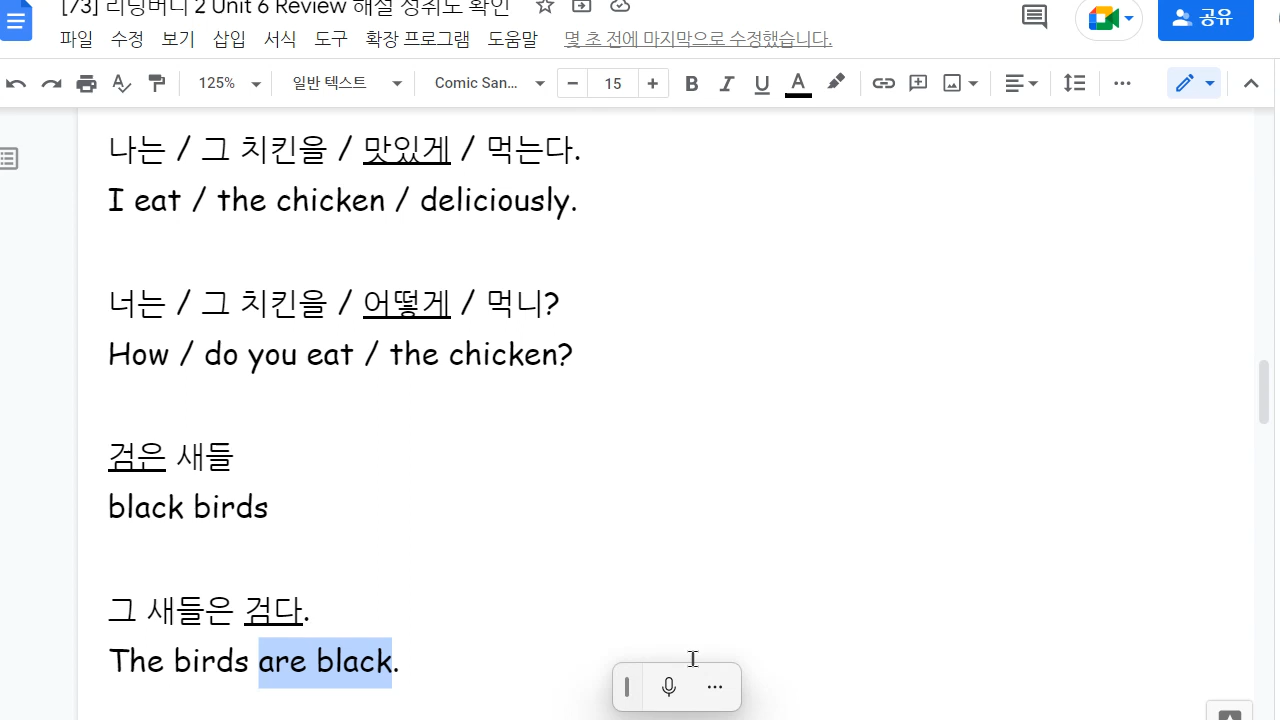 [73] 리딩버디 2 Unit 6 Review 해설 성취도 확인
파일 수정 보기 삽입 서식 도구 확장 프로그램 도움말 몇 초 전에 마지막으로 수정했습니다.
공유
125% 일반 텍스트 Comic San... 15 B I U A
나는 / 그 치킨을 / 맛있게 / 먹는다.
I eat / the chicken / deliciously.
너는 / 그 치킨을 / 어떻게 / 먹니?
How / do you eat / the chicken?
검은 새들
black birds
그 새들은 검다.
The birds are black.